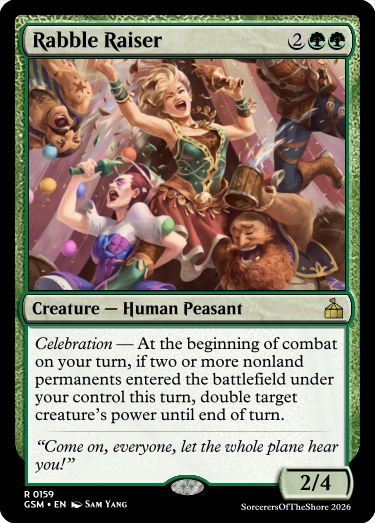 Rabble Raiser 2
Creature — Human Peasant
Celebration — At the beginning of combat
on your turn, if two or more nonland
permanents entered the battlefield under
your control this turn, double target
creature's power until end of turn.
“Come on, everyone, let the whole plane hear
you!”
2/4
R 0159
GSM • EN Sam Yang
SorcerersOfTheShore 2026